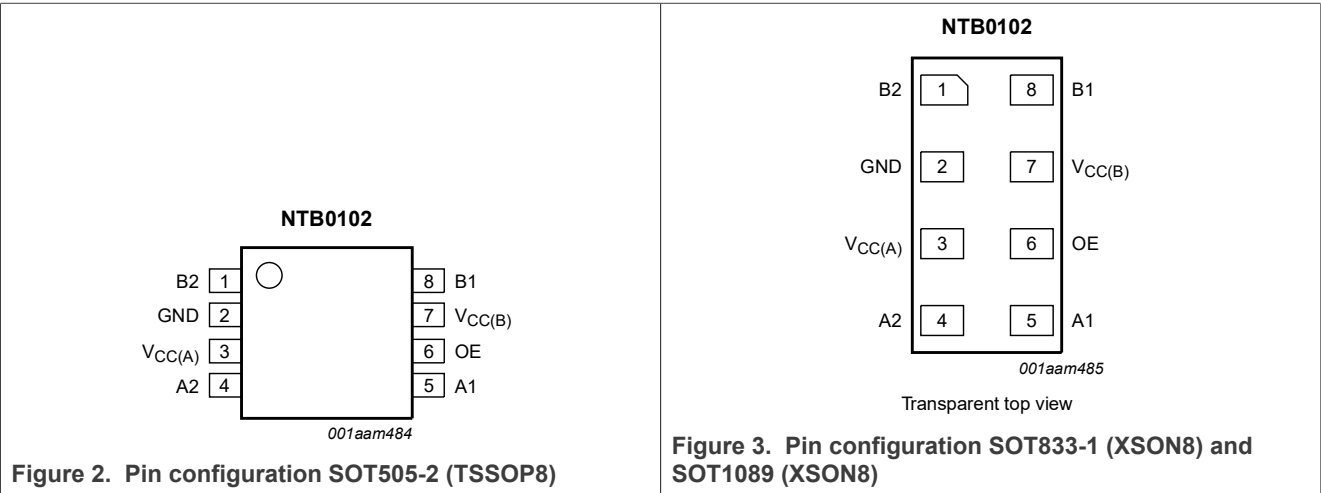 NTB0102
B2 1 8 B1
GND 2 7 VCC(B)
VCC(A) 3 6 OE
A2 4 5 A1
001aam484
Figure 2. Pin configuration SOT505-2 (TSSOP8)
NTB0102
B2 1 8 B1
GND 2 7 VCC(B)
VCC(A) 3 6 OE
A2 4 5 A1
001aam485
Transparent top view
Figure 3. Pin configuration SOT833-1 (XSON8) and
SOT1089 (XSON8)